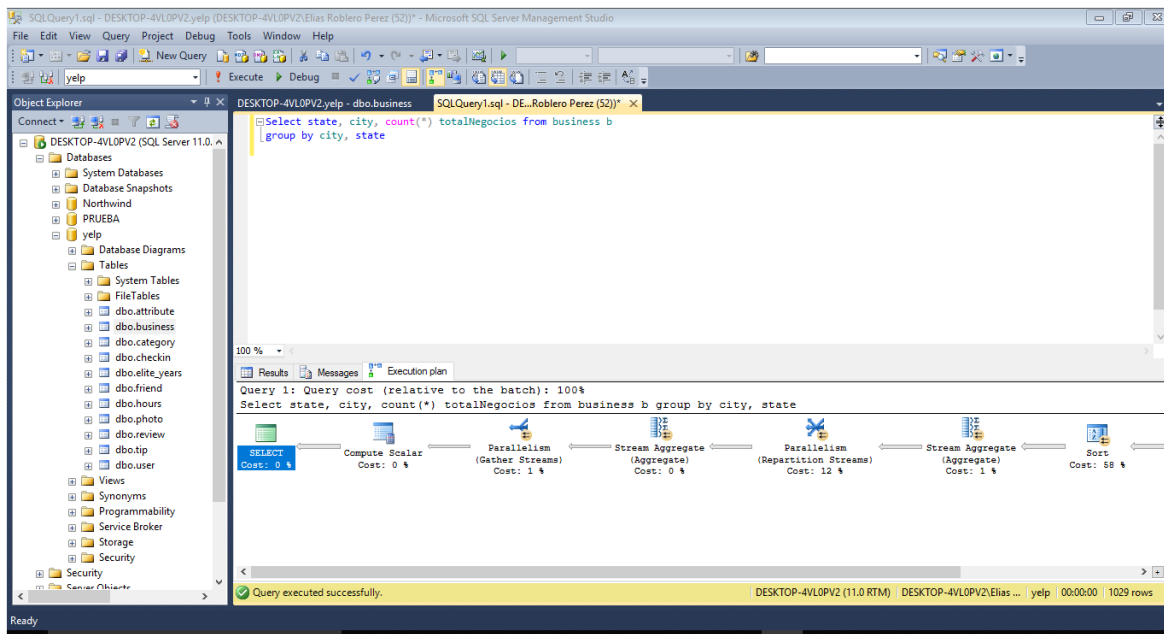 SQLQuery1.sql - DESKTOP-4VL0PV2.yelp (DESKTOP-4VL0PV2\Elias Roblero Perez (52))* - Microsoft SQL Server Management Studio
File Edit View Query Project Debug Tools Window Help
New Query
yelp
Execute Debug
Object Explorer
Connect
DESKTOP-4VL0PV2 (SQL Server 11.0.
Databases
System Databases
Database Snapshots
Northwind
PRUEBA
yelp
Database Diagrams
Tables
System Tables
FileTables
dbo.attribute
dbo.business
dbo.category
dbo.checkin
dbo.elite_years
dbo.friend
dbo.hours
dbo.photo
dbo.review
dbo.tip
dbo.user
Views
Synonyms
Programmability
Service Broker
Storage
Security
Security
Server Objects
DESKTOP-4VL0PV2.yelp - dbo.business
SQLQuery1.sql - DE...Roblero Perez (52))*
Select state, city, count(*) totalNegocios from business b
group by city, state
100 %
Results Messages Execution plan
Query 1: Query cost (relative to the batch): 100%
Select state, city, count(*) totalNegocios from business b group by city, state
SELECT
Cost: 0 %
Compute Scalar
Cost: 0 %
Parallelism
(Gather Streams)
Cost: 1 %
Stream Aggregate
(Aggregate)
Cost: 0 %
Parallelism
(Repartition Streams)
Cost: 12 %
Stream Aggregate
(Aggregate)
Cost: 1 %
Sort
Cost: 58 %
Query executed successfully.
DESKTOP-4VL0PV2 (11.0 RTM) DESKTOP-4VL0PV2\Elias ... yelp 00:00:00 1029 rows
Ready